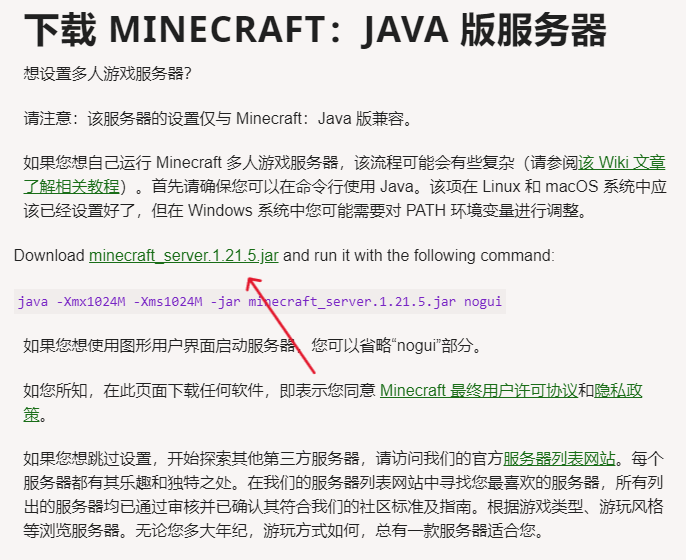 下载 MINECRAFT：JAVA 版服务器
想设置多人游戏服务器？
请注意：该服务器的设置仅与 Minecraft：Java 版兼容。
如果您想自己运行 Minecraft 多人游戏服务器，该流程可能会有些复杂（请参阅该 Wiki 文章
了解相关教程）。首先请确保您可以在命令行使用 Java。该项在 Linux 和 macOS 系统中应
该已经设置好了，但在 Windows 系统中您可能需要对 PATH 环境变量进行调整。
Download minecraft_server.1.21.5.jar and run it with the following command:
java -Xmx1024M -Xms1024M -jar minecraft_server.1.21.5.jar nogui
如果您想使用图形用户界面启动服务器，您可以省略“nogui”部分。
如您所知，在此页面下载任何软件，即表示您同意 Minecraft 最终用户许可协议和隐私政
策。
如果您想跳过设置，开始探索其他第三方服务器，请访问我们的官方服务器列表网站。每个
服务器都有其乐趣和独特之处。在我们的服务器列表网站中寻找您最喜欢的服务器，所有列
出的服务器均已通过审核并已确认其符合我们的社区标准及指南。根据游戏类型、游玩风格
等浏览服务器。无论您多大年纪，游玩方式如何，总有一款服务器适合您。